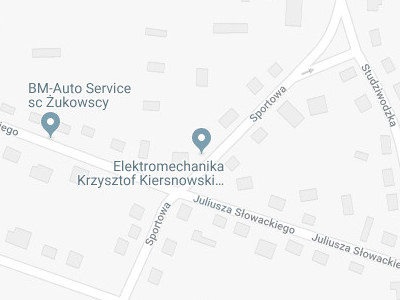 Studziwodzka
Sportowa
BM-Auto Service
sc Żukowscy
kiego
Elektromechanika
Krzysztof Kiersnowski...
Juliusza Słowackiego
Sportowa
Juliusza Słowackie